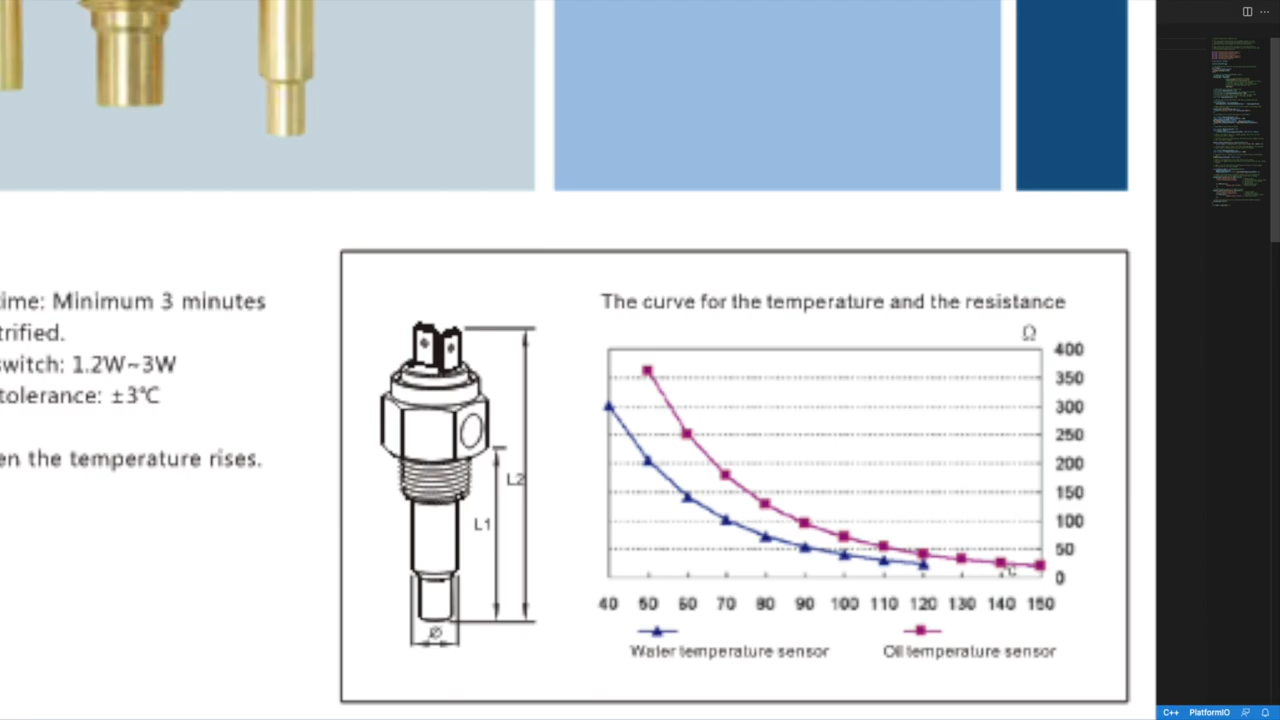 ime: Minimum 3 minutes
trified.
switch: 1.2W~3W
tolerance: ±3℃
en the temperature rises.
L2
L1
Ø
The curve for the temperature and the resistance
Ω
400
350
300
250
200
150
100
50
0
℃
40 50 60 70 80 90 100 110 120 130 140 150
Water temperature sensor Oil temperature sensor
C++ PlatformIO